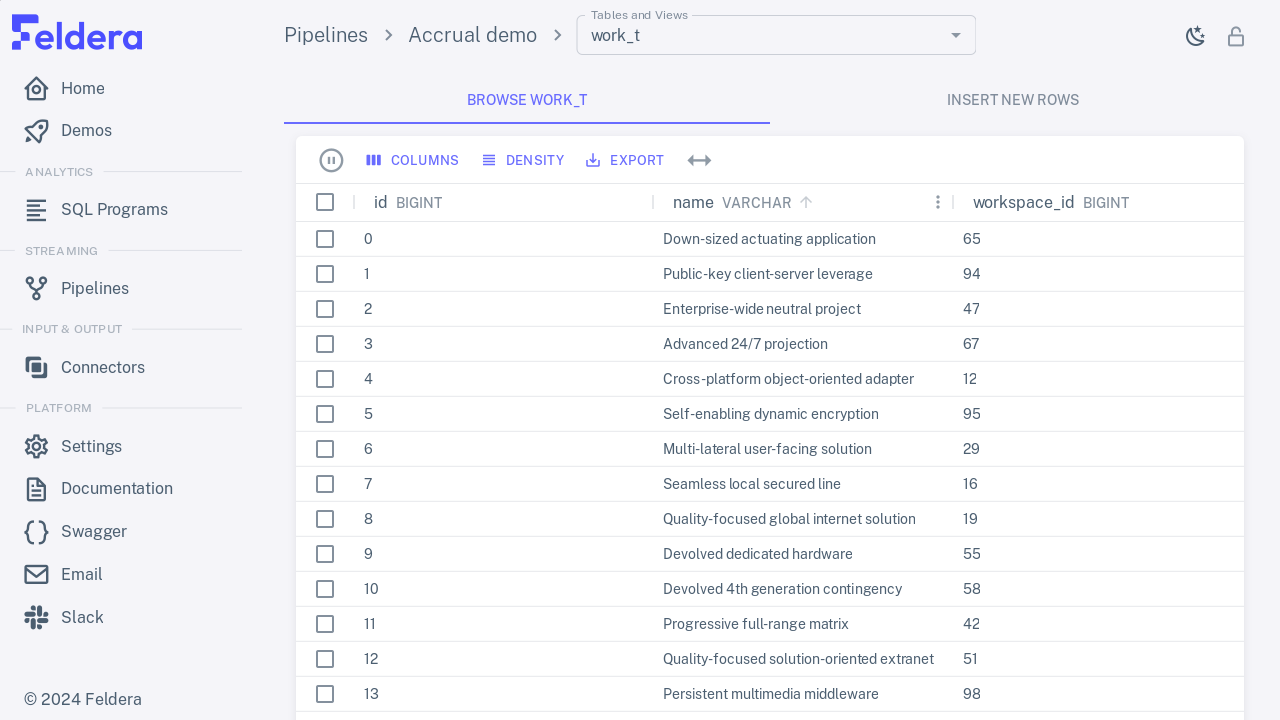 Feldera
Home
Demos
ANALYTICS
SQL Programs
STREAMING
Pipelines
INPUT & OUTPUT
Connectors
PLATFORM
Settings
Documentation
Swagger
Email
Slack
© 2024 Feldera
Pipelines > Accrual demo >
Tables and Views
work_t
BROWSE WORK_T INSERT NEW ROWS
COLUMNS DENSITY EXPORT
id BIGINT name VARCHAR workspace_id BIGINT
0 Down-sized actuating application 65
1 Public-key client-server leverage 94
2 Enterprise-wide neutral project 47
3 Advanced 24/7 projection 67
4 Cross-platform object-oriented adapter 12
5 Self-enabling dynamic encryption 95
6 Multi-lateral user-facing solution 29
7 Seamless local secured line 16
8 Quality-focused global internet solution 19
9 Devolved dedicated hardware 55
10 Devolved 4th generation contingency 58
11 Progressive full-range matrix 42
12 Quality-focused solution-oriented extranet 51
13 Persistent multimedia middleware 98